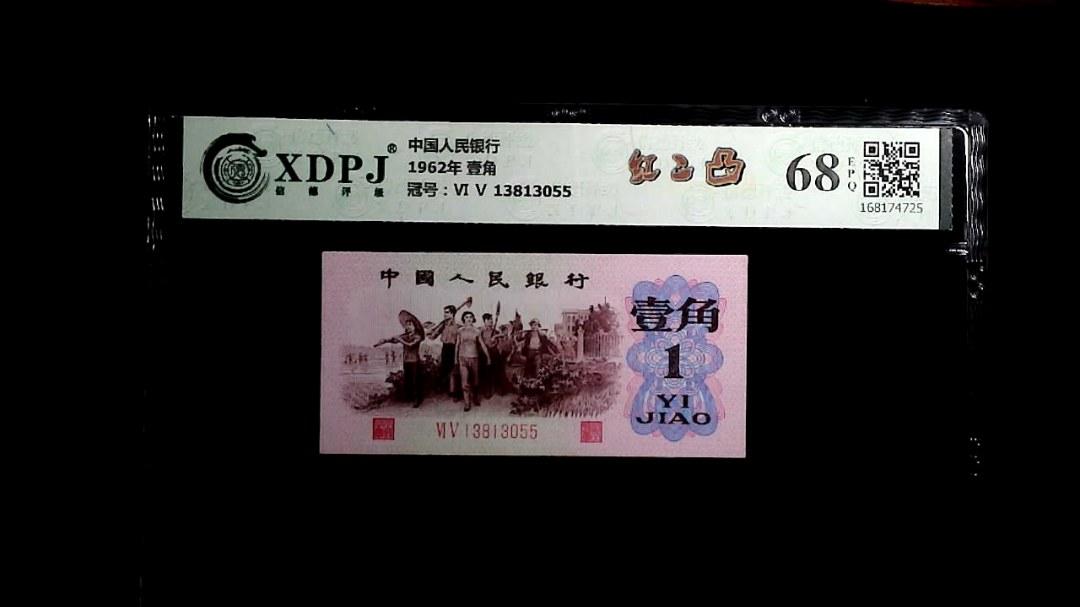 XDPJ®
信德评级
中国人民银行
1962年 壹角
冠号：VI V 13813055
红三凸
68
EPQ
168174725
中國人民銀行
壹角
1
YI
JIAO
VI V 13813055